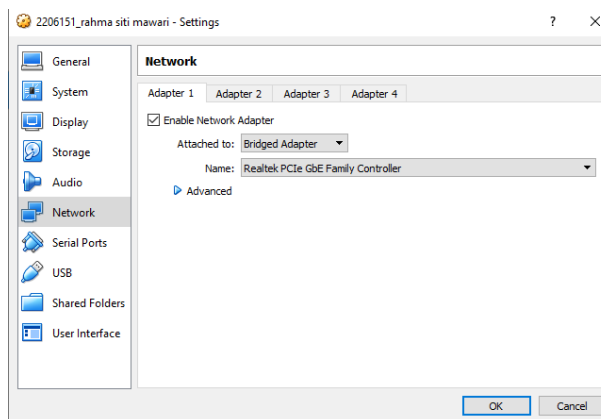 2206151_rahma siti mawari - Settings
?
General
System
Display
Storage
Audio
Network
Serial Ports
USB
Shared Folders
User Interface
Network
Adapter 1 Adapter 2 Adapter 3 Adapter 4
Enable Network Adapter
Attached to: Bridged Adapter
Name: Realtek PCIe GbE Family Controller
Advanced
OK Cancel